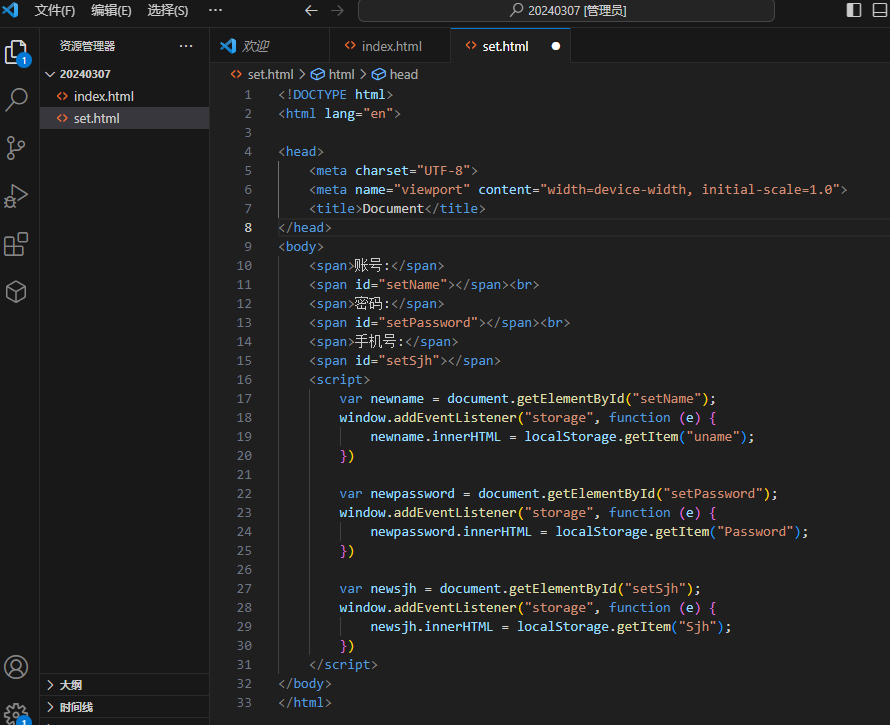 文件(F) 编辑(E) 选择(S) ··· 20240307 [管理员]
资源管理器 ···
20240307
index.html
set.html
大纲
时间线
1
1
欢迎 index.html set.html
set.html > html > head
1 <!DOCTYPE html>
2 <html lang="en">
3
4 <head>
5 <meta charset="UTF-8">
6 <meta name="viewport" content="width=device-width, initial-scale=1.0">
7 <title>Document</title>
8 </head>
9 <body>
10 <span>账号:</span>
11 <span id="setName"></span><br>
12 <span>密码:</span>
13 <span id="setPassword"></span><br>
14 <span>手机号:</span>
15 <span id="setSjh"></span>
16 <script>
17 var newname = document.getElementById("setName");
18 window.addEventListener("storage", function (e) {
19 newname.innerHTML = localStorage.getItem("uname");
20 })
21
22 var newpassword = document.getElementById("setPassword");
23 window.addEventListener("storage", function (e) {
24 newpassword.innerHTML = localStorage.getItem("Password");
25 })
26
27 var newsjh = document.getElementById("setSjh");
28 window.addEventListener("storage", function (e) {
29 newsjh.innerHTML = localStorage.getItem("Sjh");
30 })
31 </script>
32 </body>
33 </html>